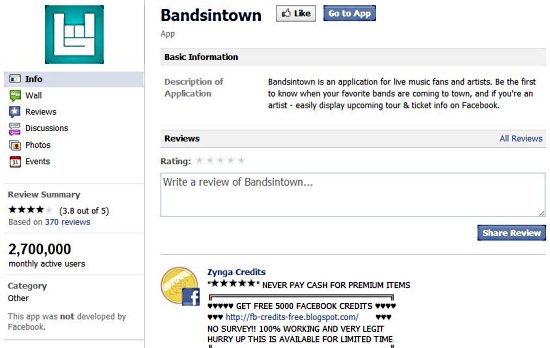 Bandsintown
Like
Go to App
App
Basic Information
Description of Application
Bandsintown is an application for live music fans and artists. Be the first
to know when your favorite bands are coming to town, and if you're an
artist - easily display upcoming tour & ticket info on Facebook.
Info
Wall
Reviews
Discussions
Photos
31
Events
Review Summary
★★★★★ (3.8 out of 5)
Based on 370 reviews
2,700,000
monthly active users
Category
Other
This app was not developed by
Facebook.
Reviews
All Reviews
Rating: ★★★★★
Write a review of Bandsintown...
Share Review
f
Zynga Credits
"★★★★★" NEVER PAY CASH FOR PREMIUM ITEMS
♥♥♥♥♥ GET FREE 5000 FACEBOOK CREDITS ♥♥♥♥
♥♥♥ http://fb-credits-free.blogspot.com/ ♥♥♥♥
NO SURVEY!! 100% WORKING AND VERY LEGIT
HURRY UP THIS IS AVAILABLE FOR LIMITED TIME